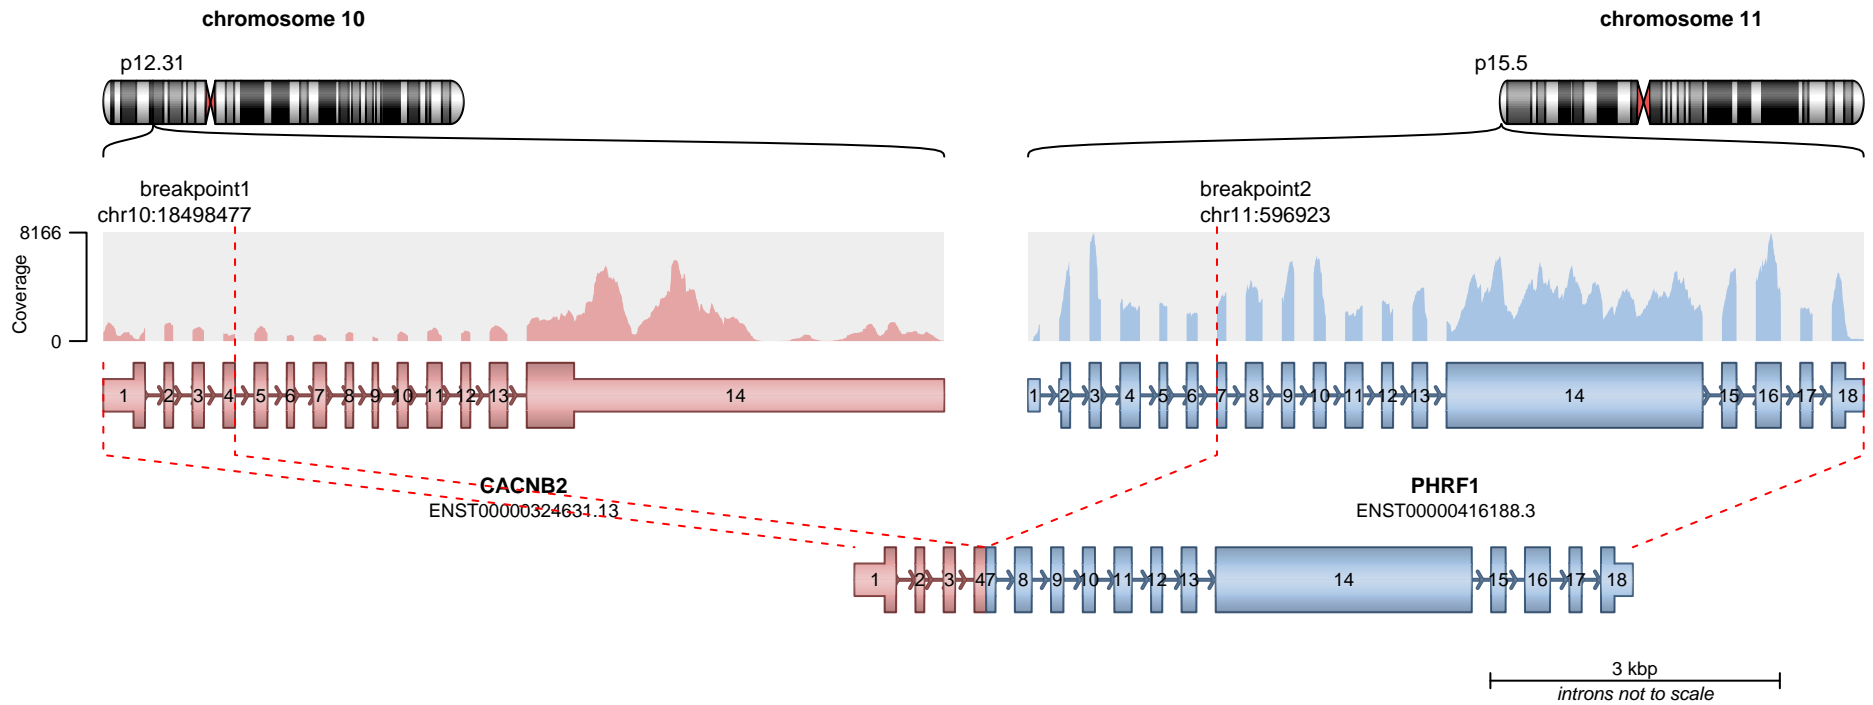 chromosome 10
chromosome 11
p12.31
p15.5
breakpoint1
chr10:18498477
breakpoint2
chr11:596923
8166
Coverage
0
1 2 3 4 5 6 7 8 9 10 11 12 13 14
1 2 3 4 5 6 7 8 9 10 11 12 13 14 15 16 17 18
CACNB2
ENST00000324631.13
PHRF1
ENST00000416188.3
1 2 3 4 7 8 9 10 11 12 13 14 15 16 17 18
3 kbp
introns not to scale